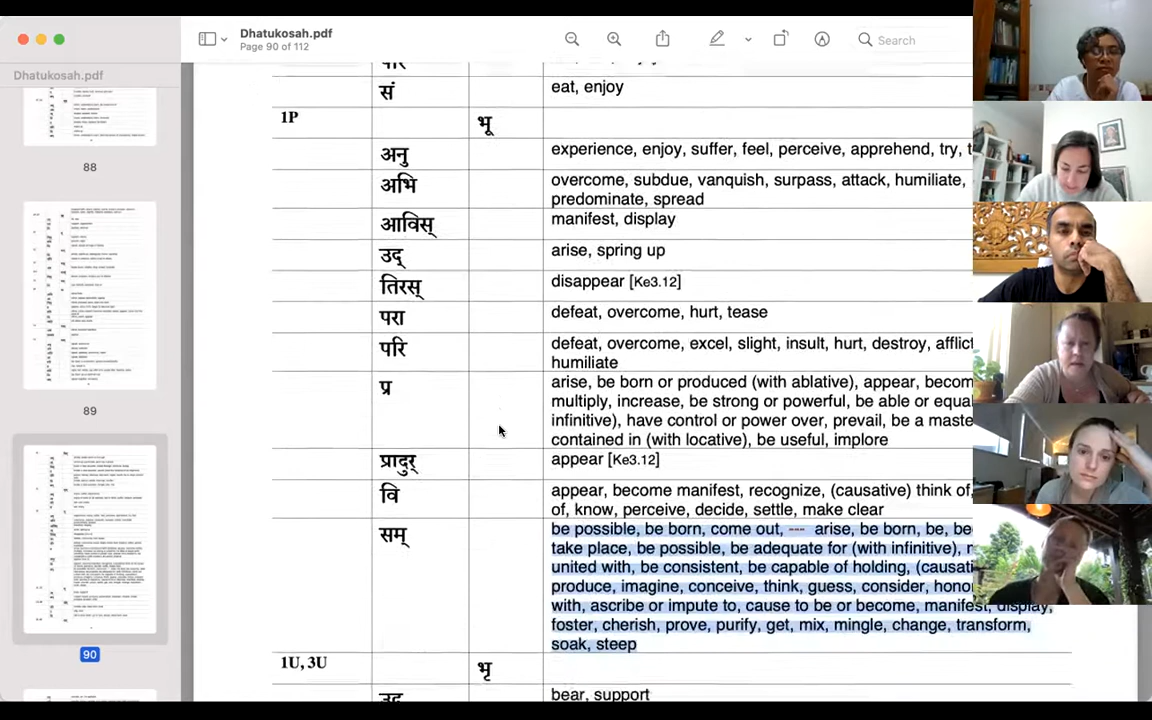 Dhatukosah.pdf
Page 90 of 112
Search
Dhatukosah.pdf
88
89
90
सं eat, enjoy
1P भू
अनु experience, enjoy, suffer, feel, perceive, apprehend, try,
अभि overcome, subdue, vanquish, surpass, attack, humiliate,
predominate, spread
आविस् manifest, display
उद् arise, spring up
तिरस् disappear [Ke3.12]
परा defeat, overcome, hurt, tease
परि defeat, overcome, excel, slight, insult, hurt, destroy, afflict
humiliate
प्र arise, be born or produced (with ablative), appear, becom
multiply, increase, be strong or powerful, be able or equa
infinitive), have control or power over, prevail, be a maste
contained in (with locative), be useful, implore
प्रादुर् appear [Ke3.12]
वि appear, become manifest, recognize, (causative) think of,
of, know, perceive, decide, settle, make clear
सम् be possible, be born, come out, --- arise, be born, be, be
take place, be possible, be adequate for (with infinitive),
united with, be consistent, be capable of holding, (causati
produce, imagine, conceive, think, guess, consider, hono
with, ascribe or impute to, cause to be or become, manifest, display,
foster, cherish, prove, purify, get, mix, mingle, change, transform,
soak, steep
1U, 3U भृ
उद् bear, support